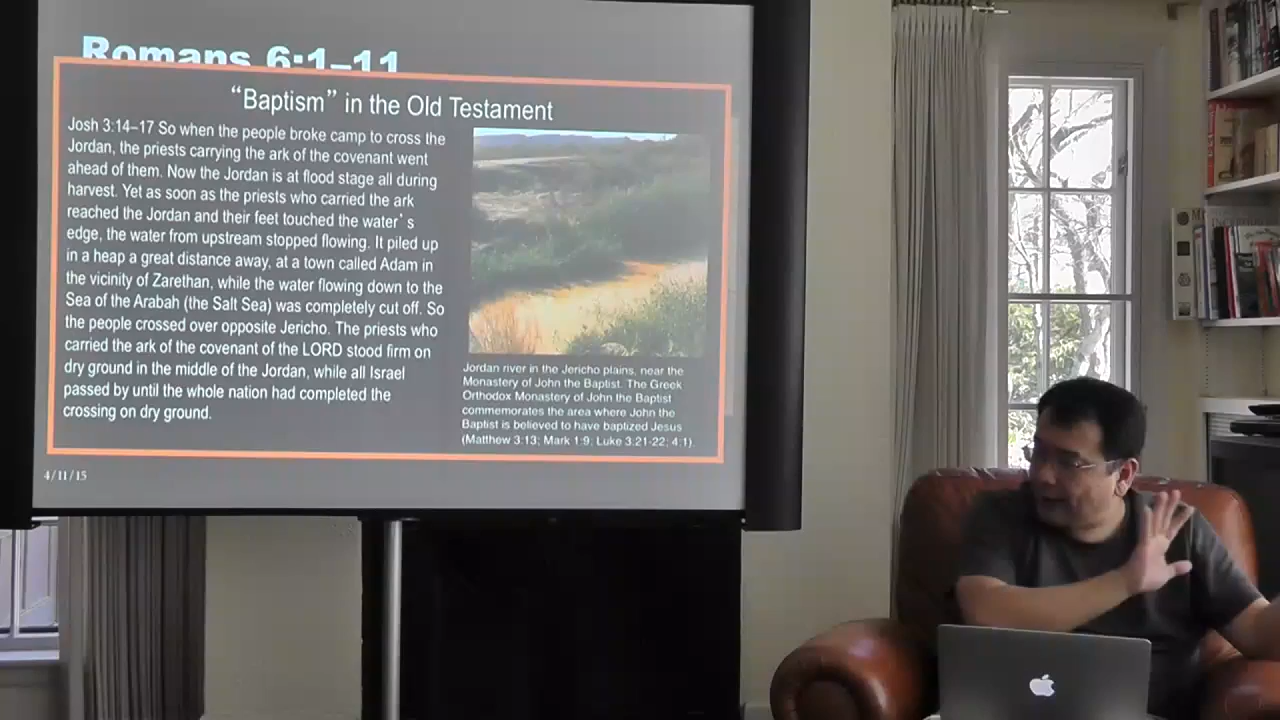 Romans 6:1–11
“Baptism” in the Old Testament
Josh 3:14–17 So when the people broke camp to cross the
Jordan, the priests carrying the ark of the covenant went
ahead of them. Now the Jordan is at flood stage all during
harvest. Yet as soon as the priests who carried the ark
reached the Jordan and their feet touched the water’s
edge, the water from upstream stopped flowing. It piled up
in a heap a great distance away, at a town called Adam in
the vicinity of Zarethan, while the water flowing down to the
Sea of the Arabah (the Salt Sea) was completely cut off. So
the people crossed over opposite Jericho. The priests who
carried the ark of the covenant of the LORD stood firm on
dry ground in the middle of the Jordan, while all Israel
passed by until the whole nation had completed the
crossing on dry ground.
Jordan river in the Jericho plains, near the
Monastery of John the Baptist. The Greek
Orthodox Monastery of John the Baptist
commemorates the area where John the
Baptist is believed to have baptized Jesus
(Matthew 3:13; Mark 1:9; Luke 3.21-22; 4:1).
4/11/15